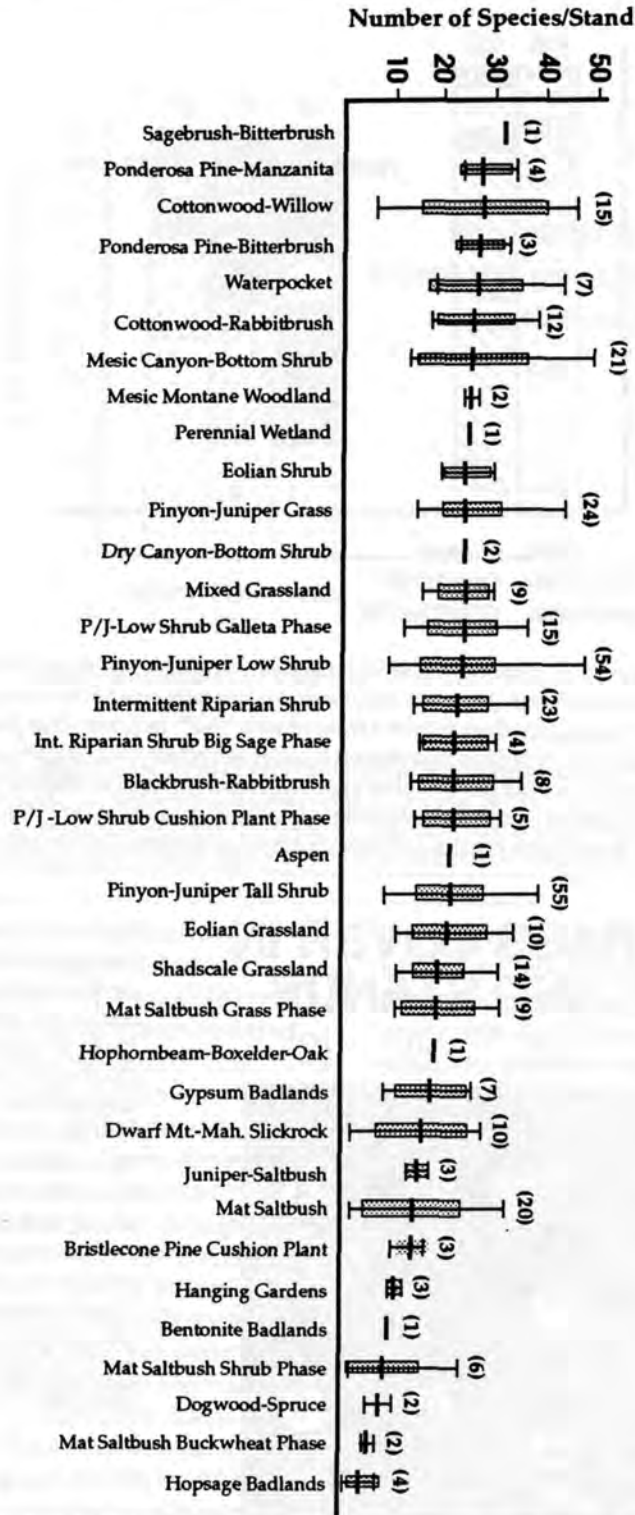 Number of Species/Stand
10 20 30 40 50
Sagebrush-Bitterbrush (1)
Ponderosa Pine-Manzanita (4)
Cottonwood-Willow (15)
Ponderosa Pine-Bitterbrush (3)
Waterpocket (7)
Cottonwood-Rabbitbrush (12)
Mesic Canyon-Bottom Shrub (21)
Mesic Montane Woodland (2)
Perennial Wetland (1)
Eolian Shrub
Pinyon-Juniper Grass (24)
Dry Canyon-Bottom Shrub (2)
Mixed Grassland (9)
P/J-Low Shrub Galleta Phase (15)
Pinyon-Juniper Low Shrub (54)
Intermittent Riparian Shrub (23)
Int. Riparian Shrub Big Sage Phase (4)
Blackbrush-Rabbitbrush (8)
P/J -Low Shrub Cushion Plant Phase (5)
Aspen (1)
Pinyon-Juniper Tall Shrub (55)
Eolian Grassland (10)
Shadscale Grassland (14)
Mat Saltbush Grass Phase (9)
Hophornbeam-Boxelder-Oak (1)
Gypsum Badlands (7)
Dwarf Mt.-Mah. Slickrock (10)
Juniper-Saltbush (3)
Mat Saltbush (20)
Bristlecone Pine Cushion Plant (3)
Hanging Gardens (3)
Bentonite Badlands (1)
Mat Saltbush Shrub Phase (6)
Dogwood-Spruce (2)
Mat Saltbush Buckwheat Phase (2)
Hopsage Badlands (4)